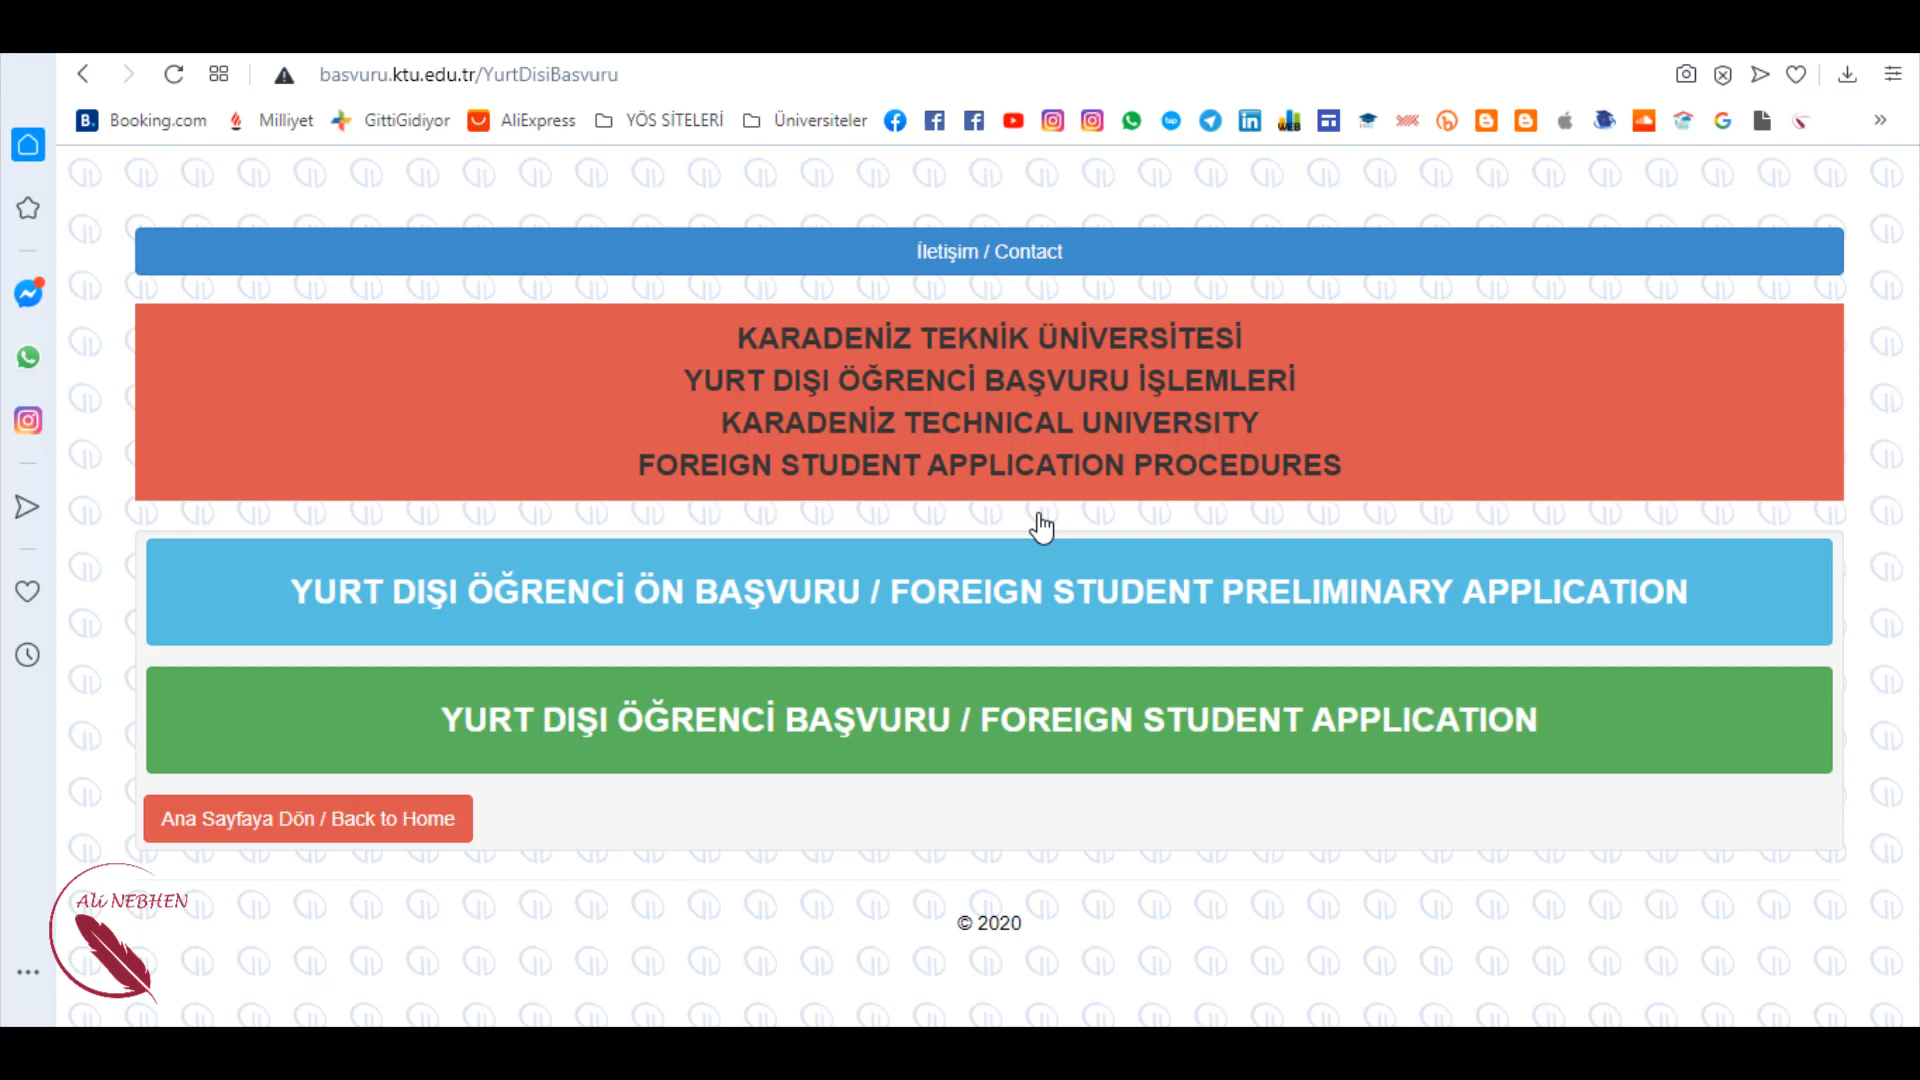 basvuru.ktu.edu.tr/YurtDisiBasvuru
B. Booking.com Milliyet GittiGidiyor AliExpress YÖS SİTELERİ Üniversiteler
İletişim / Contact
KARADENİZ TEKNİK ÜNİVERSİTESİ
YURT DIŞI ÖĞRENCİ BAŞVURU İŞLEMLERİ
KARADENİZ TECHNICAL UNIVERSITY
FOREIGN STUDENT APPLICATION PROCEDURES
YURT DIŞI ÖĞRENCİ ÖN BAŞVURU / FOREIGN STUDENT PRELIMINARY APPLICATION
YURT DIŞI ÖĞRENCİ BAŞVURU / FOREIGN STUDENT APPLICATION
Ana Sayfaya Dön / Back to Home
Ali NEBHEN
© 2020